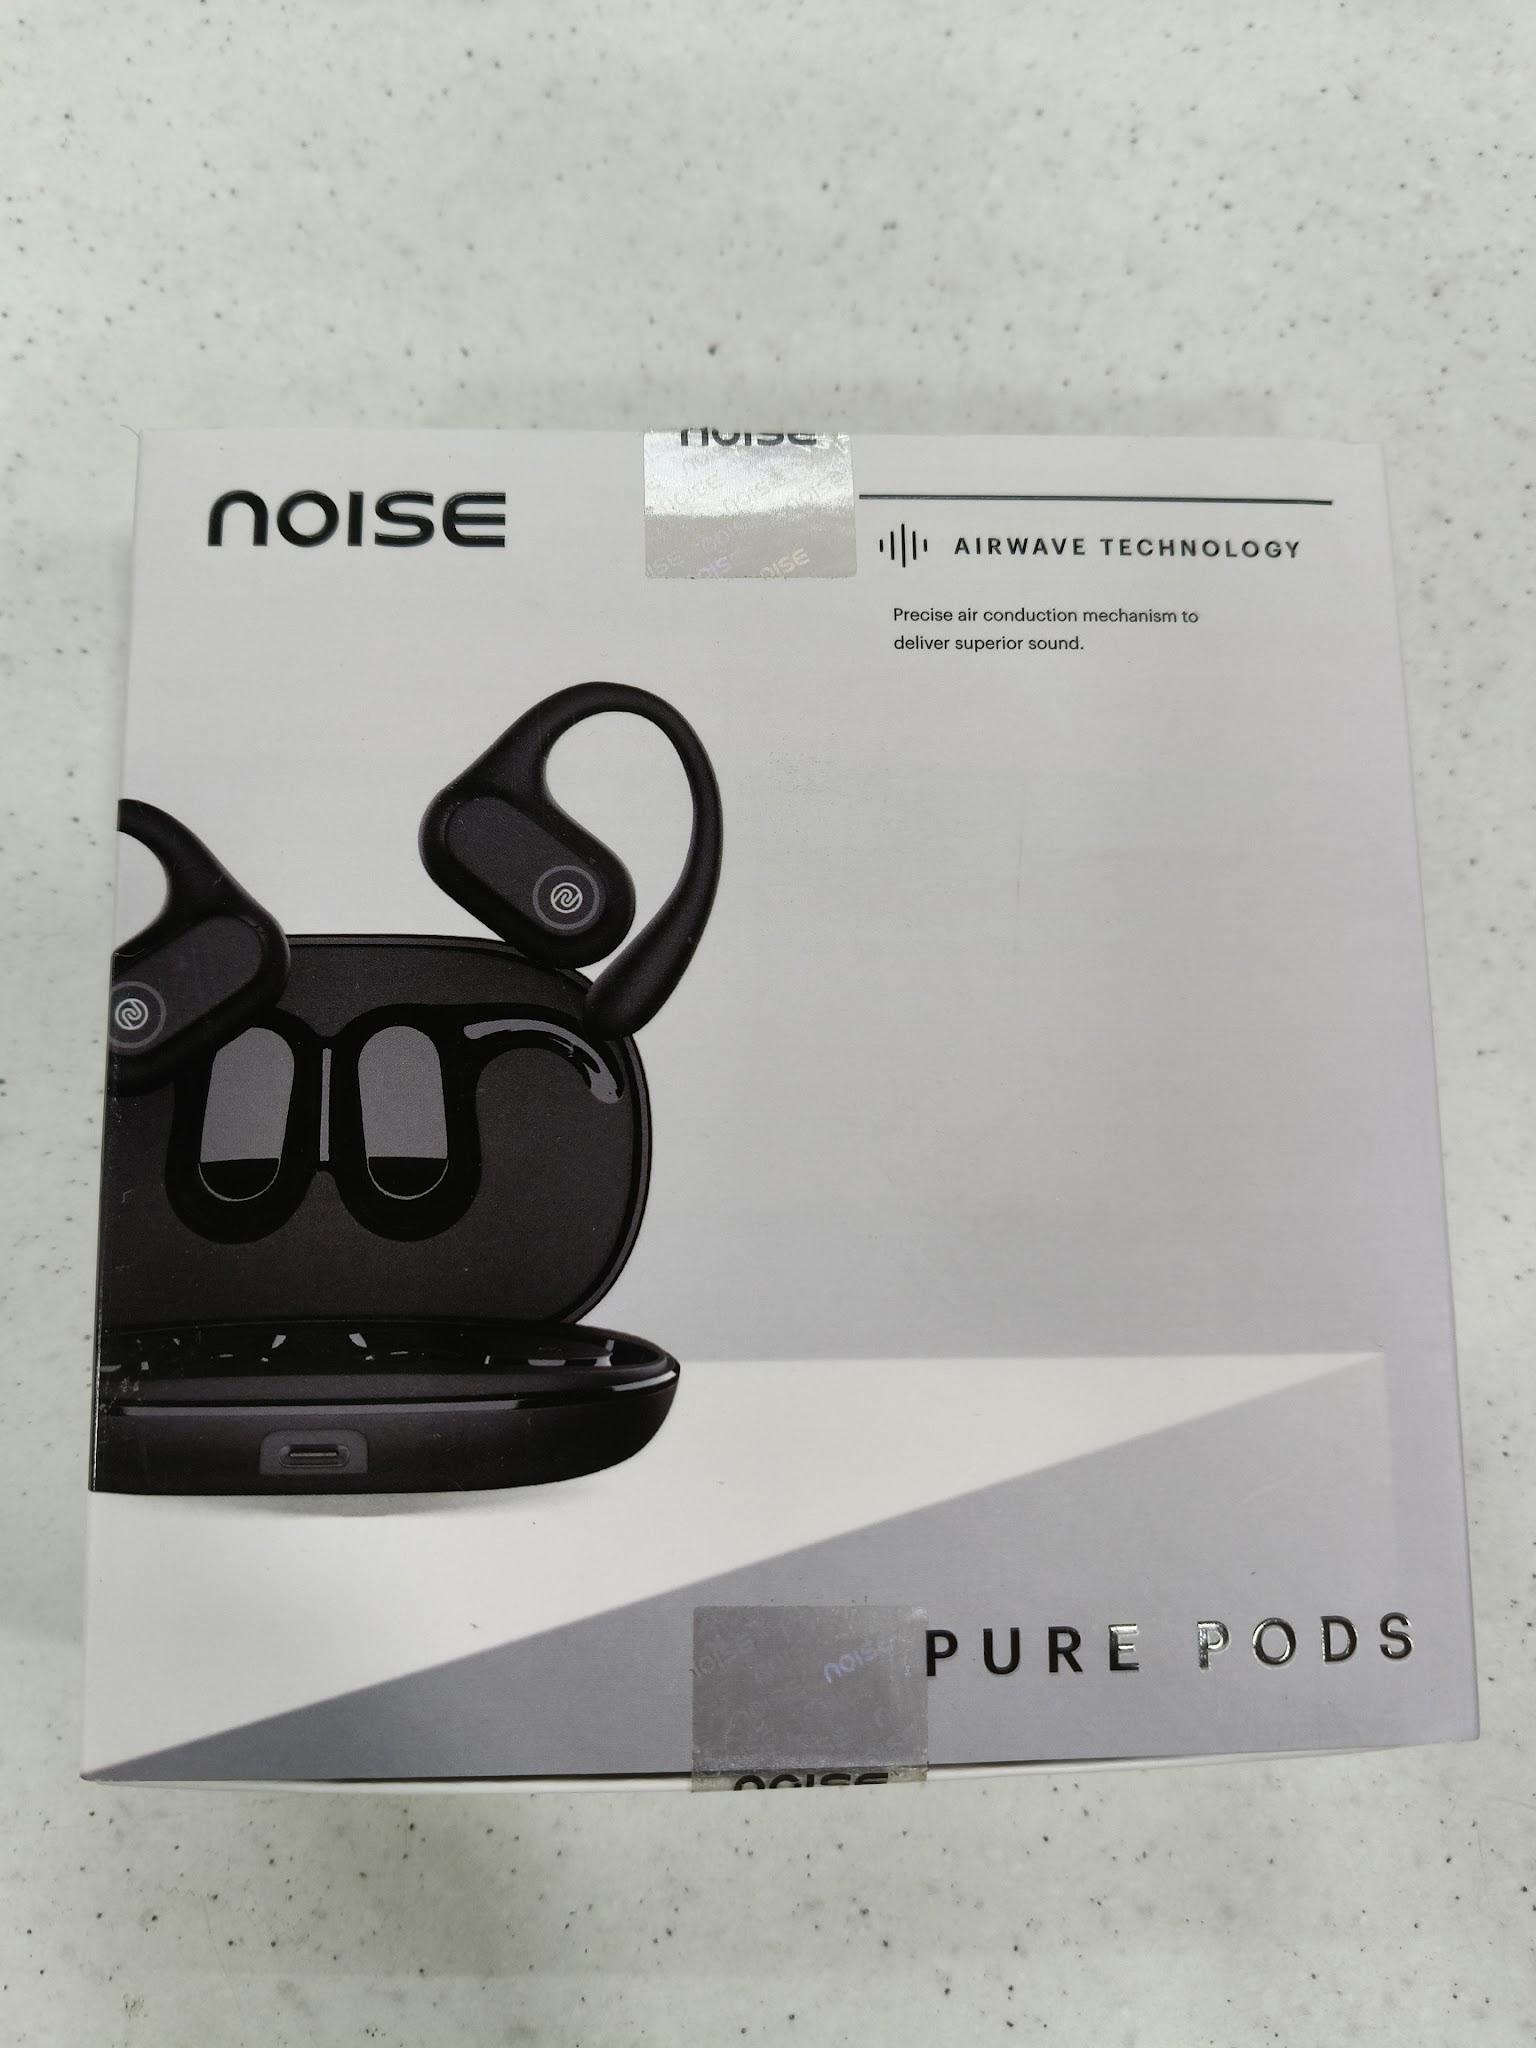 NOISE
NOISE
AIRWAVE TECHNOLOGY
Precise air conduction mechanism to
deliver superior sound.
PURE PODS
NOISE